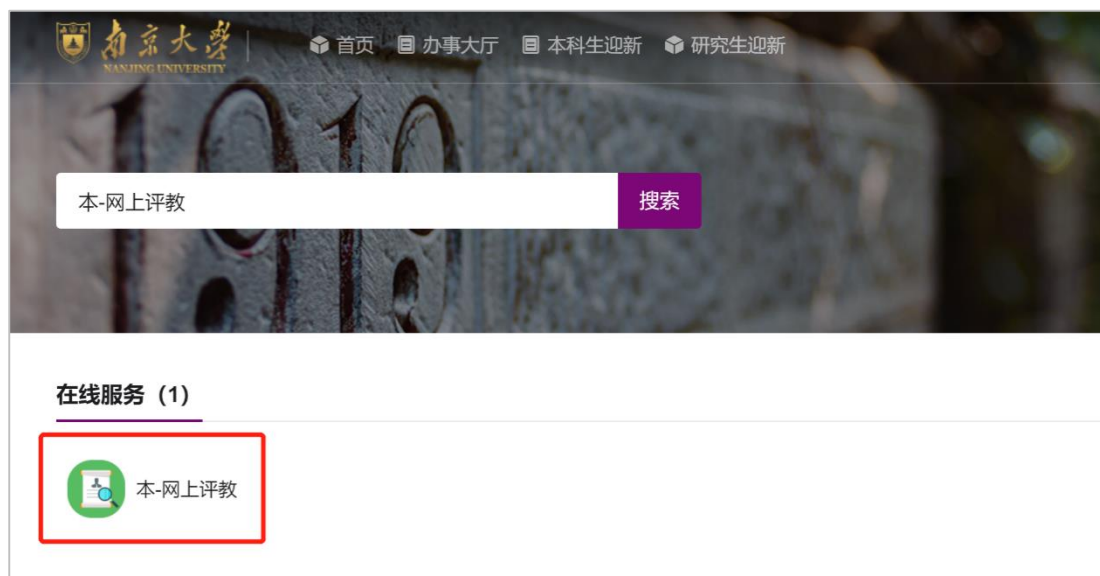 南京大学
NANJING UNIVERSITY
首页 办事大厅 本科生迎新 研究生迎新
1919
本-网上评教 搜索
在线服务（1）
本-网上评教